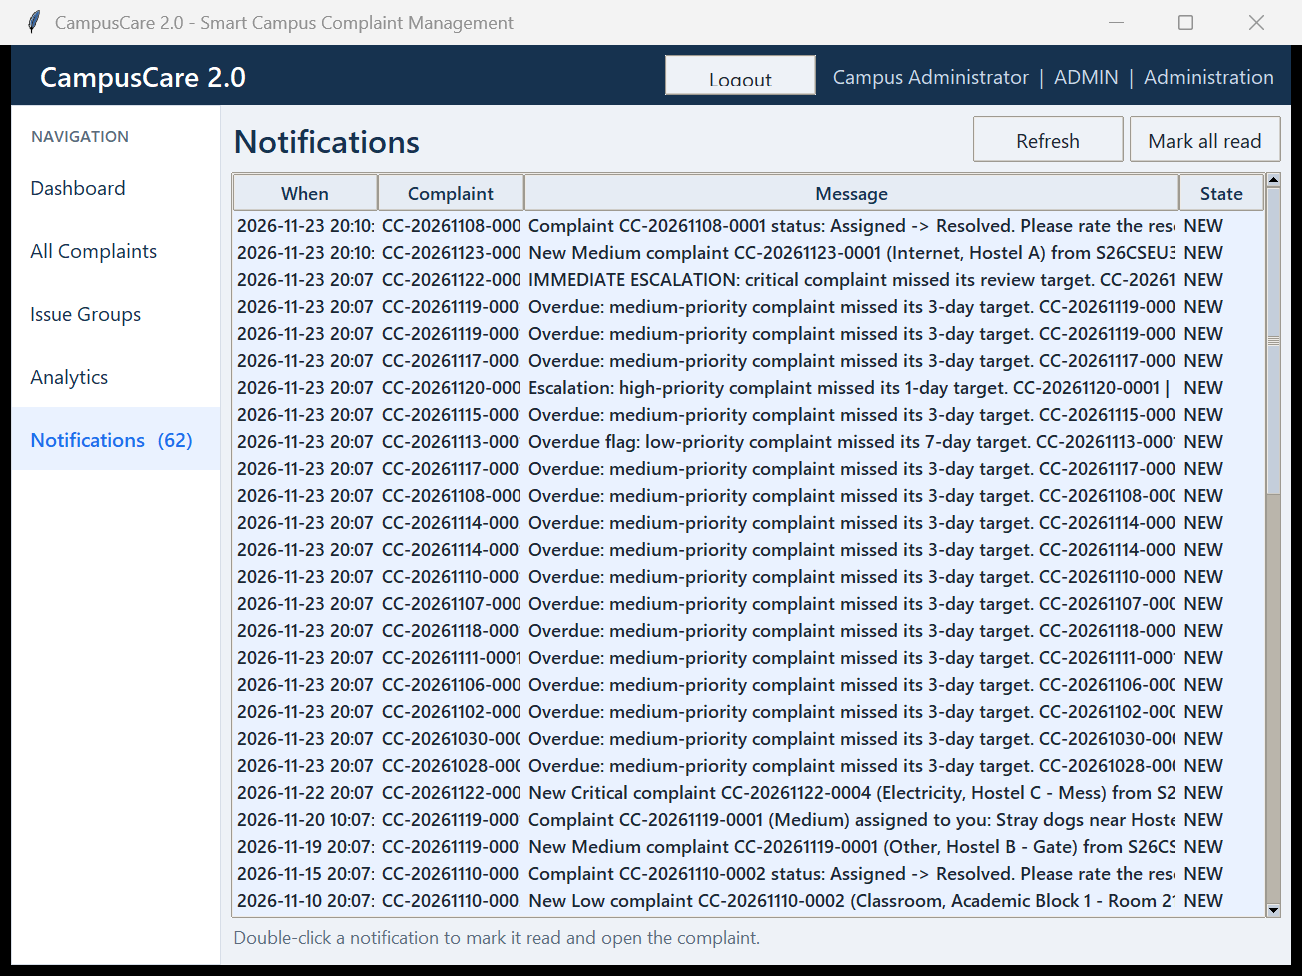 CampusCare 2.0 - Smart Campus Complaint Management
CampusCare 2.0
Logout
Campus Administrator | ADMIN | Administration
NAVIGATION
Dashboard
All Complaints
Issue Groups
Analytics
Notifications (62)
Notifications
Refresh
Mark all read
When Complaint Message State
2026-11-23 20:10: CC-20261108-000 Complaint CC-20261108-0001 status: Assigned -> Resolved. Please rate the res NEW
2026-11-23 20:10: CC-20261123-000 New Medium complaint CC-20261123-0001 (Internet, Hostel A) from S26CSEU3 NEW
2026-11-23 20:07 CC-20261122-000 IMMEDIATE ESCALATION: critical complaint missed its review target. CC-20261 NEW
2026-11-23 20:07 CC-20261119-000 Overdue: medium-priority complaint missed its 3-day target. CC-20261119-000 NEW
2026-11-23 20:07 CC-20261119-000 Overdue: medium-priority complaint missed its 3-day target. CC-20261119-000 NEW
2026-11-23 20:07 CC-20261117-000 Overdue: medium-priority complaint missed its 3-day target. CC-20261117-000 NEW
2026-11-23 20:07 CC-20261120-000 Escalation: high-priority complaint missed its 1-day target. CC-20261120-0001 | NEW
2026-11-23 20:07 CC-20261115-000 Overdue: medium-priority complaint missed its 3-day target. CC-20261115-000 NEW
2026-11-23 20:07 CC-20261113-000 Overdue flag: low-priority complaint missed its 7-day target. CC-20261113-000 NEW
2026-11-23 20:07 CC-20261117-000 Overdue: medium-priority complaint missed its 3-day target. CC-20261117-000 NEW
2026-11-23 20:07 CC-20261108-000 Overdue: medium-priority complaint missed its 3-day target. CC-20261108-000 NEW
2026-11-23 20:07 CC-20261114-000 Overdue: medium-priority complaint missed its 3-day target. CC-20261114-000 NEW
2026-11-23 20:07 CC-20261114-000 Overdue: medium-priority complaint missed its 3-day target. CC-20261114-000 NEW
2026-11-23 20:07 CC-20261110-000 Overdue: medium-priority complaint missed its 3-day target. CC-20261110-000 NEW
2026-11-23 20:07 CC-20261107-000 Overdue: medium-priority complaint missed its 3-day target. CC-20261107-000 NEW
2026-11-23 20:07 CC-20261118-000 Overdue: medium-priority complaint missed its 3-day target. CC-20261118-000 NEW
2026-11-23 20:07 CC-20261111-0001 Overdue: medium-priority complaint missed its 3-day target. CC-20261111-000 NEW
2026-11-23 20:07 CC-20261106-000 Overdue: medium-priority complaint missed its 3-day target. CC-20261106-000 NEW
2026-11-23 20:07 CC-20261102-000 Overdue: medium-priority complaint missed its 3-day target. CC-20261102-000 NEW
2026-11-23 20:07 CC-20261030-000 Overdue: medium-priority complaint missed its 3-day target. CC-20261030-000 NEW
2026-11-23 20:07 CC-20261028-000 Overdue: medium-priority complaint missed its 3-day target. CC-20261028-000 NEW
2026-11-22 20:07 CC-20261122-000 New Critical complaint CC-20261122-0004 (Electricity, Hostel C - Mess) from S2 NEW
2026-11-20 10:07: CC-20261119-000 Complaint CC-20261119-0001 (Medium) assigned to you: Stray dogs near Hoste NEW
2026-11-19 20:07: CC-20261119-000 New Medium complaint CC-20261119-0001 (Other, Hostel B - Gate) from S26CS NEW
2026-11-15 20:07: CC-20261110-000 Complaint CC-20261110-0002 status: Assigned -> Resolved. Please rate the res NEW
2026-11-10 20:07: CC-20261110-000 New Low complaint CC-20261110-0002 (Classroom, Academic Block 1 - Room 2 NEW
Double-click a notification to mark it read and open the complaint.